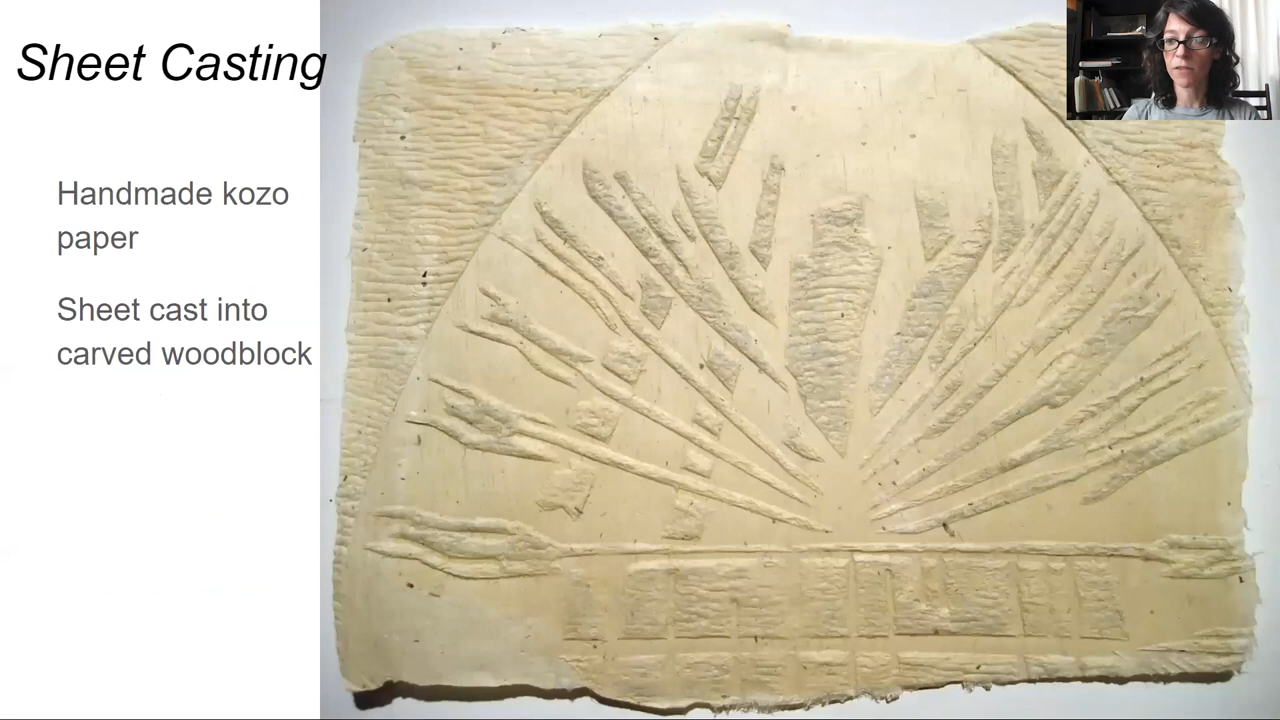 Sheet Casting
Handmade kozo
paper
Sheet cast into
carved woodblock